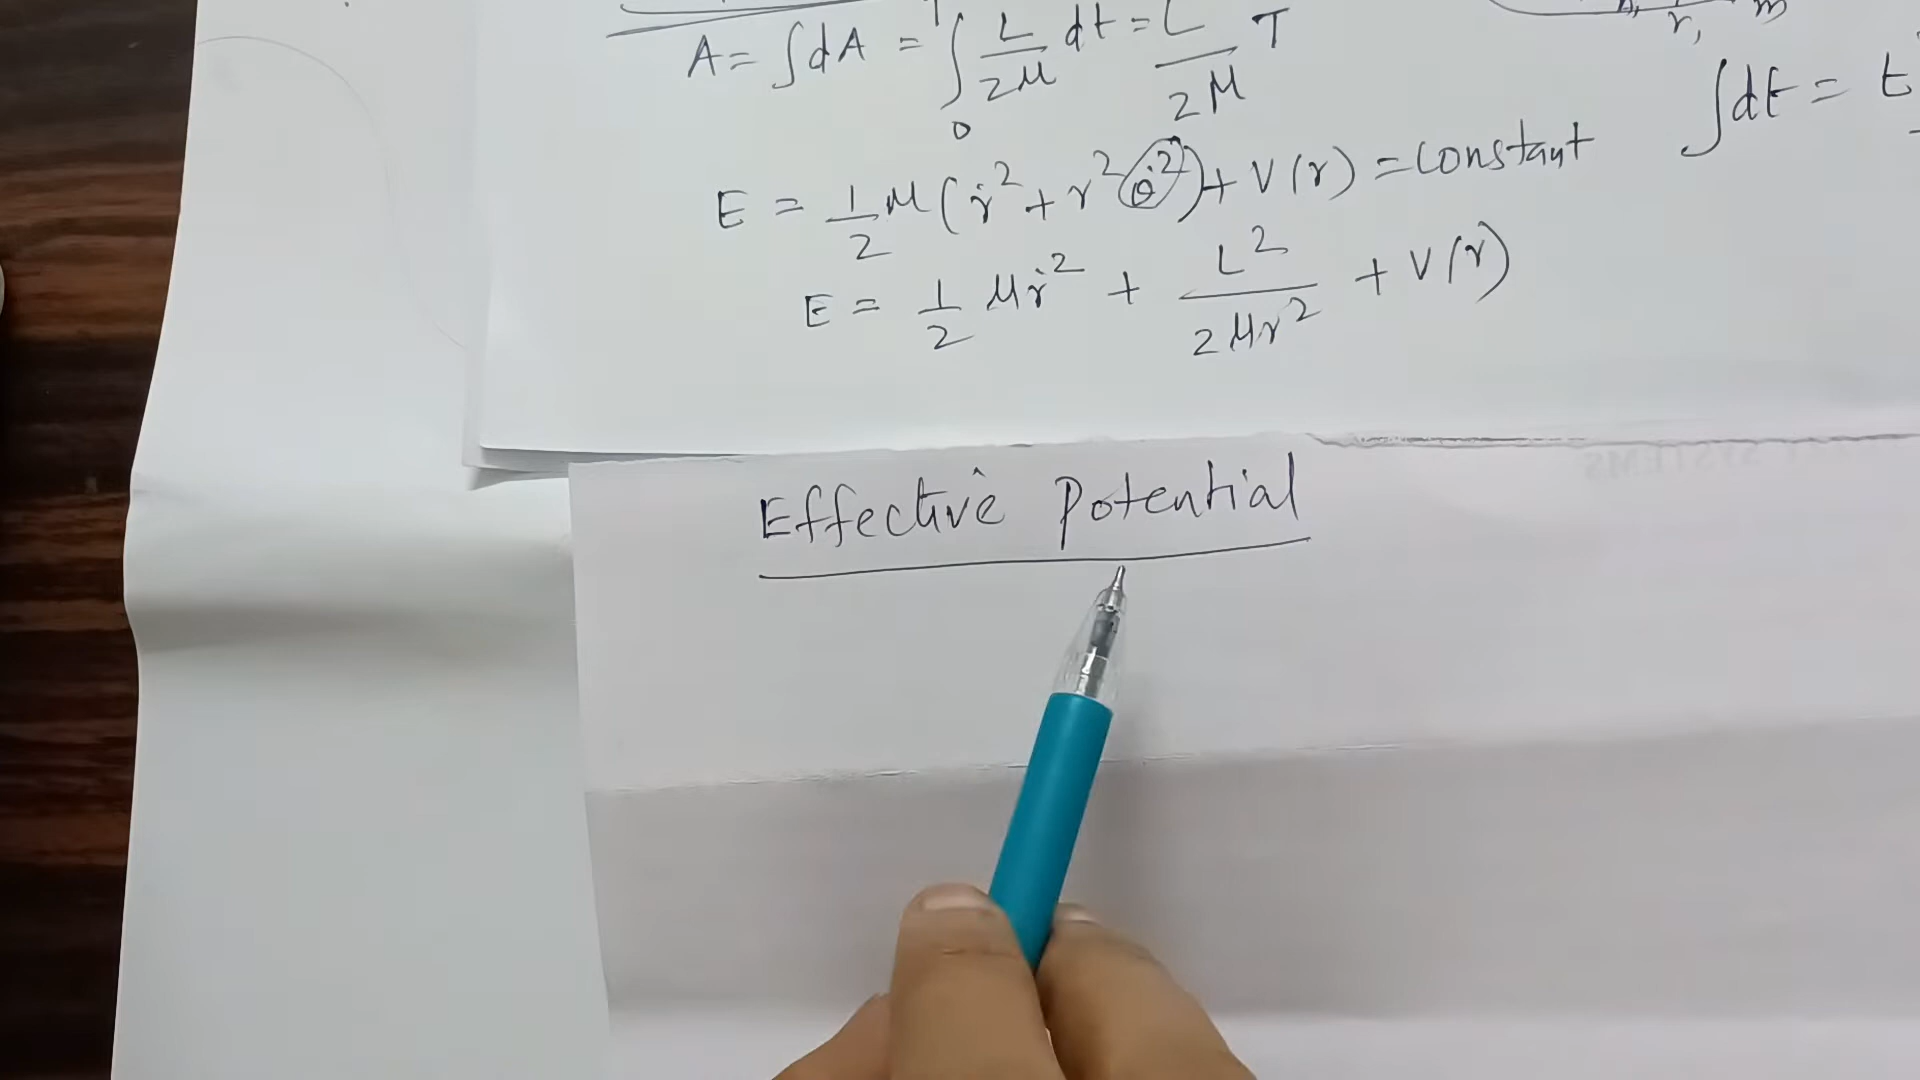 A = ∫dA = ∫₀ᵀ L/2μ dt = L/2μ T
∫dt = t
E = 1/2 μ(ṙ² + r²θ̇²) + V(r) = constant
E = 1/2 μṙ² + L²/2μr² + V(r)
Effective Potential